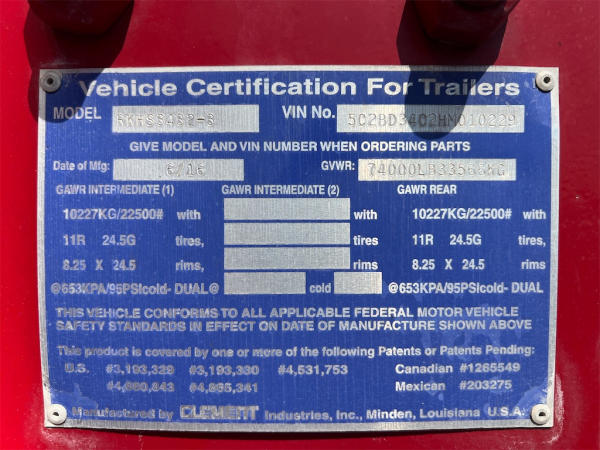 Vehicle Certification For Trailers
MODEL VIN No. 5C2BD3402HM010229
GIVE MODEL AND VIN NUMBER WHEN ORDERING PARTS
Date of Mfg: 6/16 GVWR: 74000LB33565KG
GAWR INTERMEDIATE (1) GAWR INTERMEDIATE (2) GAWR REAR
10227KG/22500# with with 10227KG/22500# with
11R 24.5G tires, tires 11R 24.5G tires,
8.25 X 24.5 rims rims 8.25 X 24.5 rims,
@653KPA/95PSIcold- DUAL@ cold @653KPA/95PSIcold- DUAL
THIS VEHICLE CONFORMS TO ALL APPLICABLE FEDERAL MOTOR VEHICLE
SAFETY STANDARDS IN EFFECT ON DATE OF MANUFACTURE SHOWN ABOVE
This product is covered by one or more of the following Patents or Patents Pending:
U.S. #3,193,329 #3,193,330 #4,531,753 Canadian #1265549
Mexican #203275
Manufactured by CLEMENT Industries, Inc., Minden, Louisiana U.S.A.